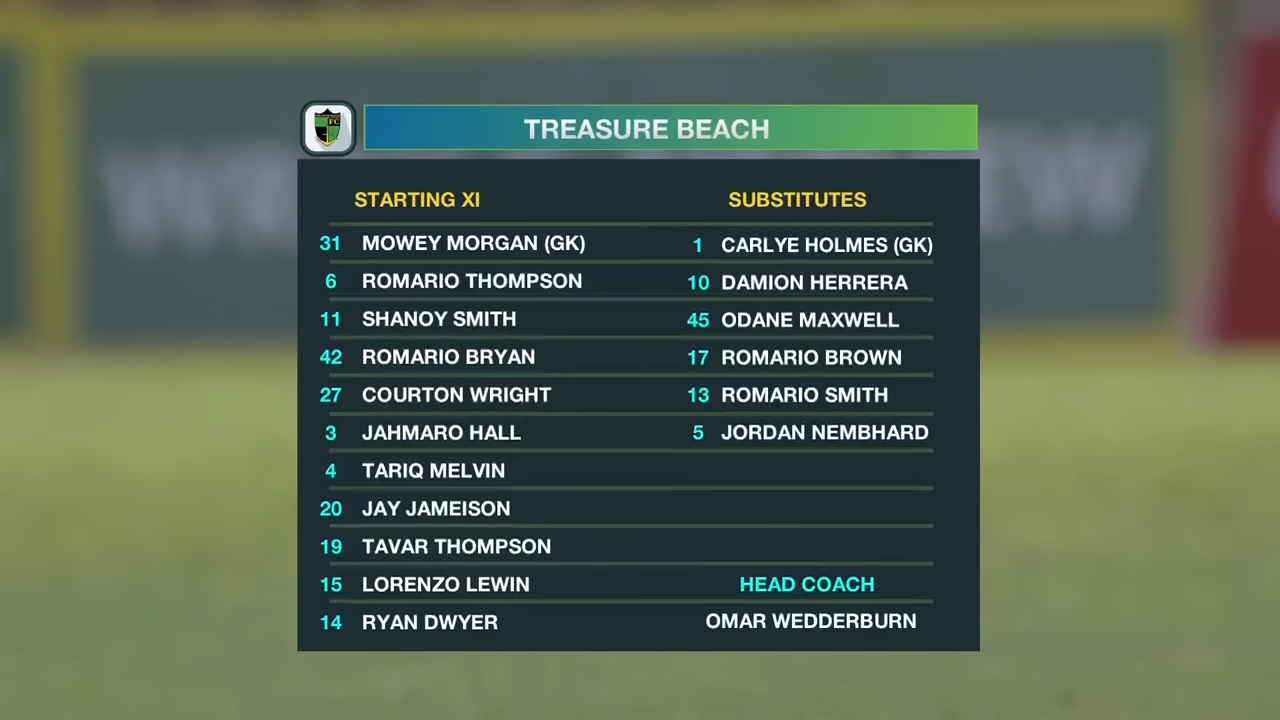 FC
TREASURE BEACH
STARTING XI
31 MOWEY MORGAN (GK)
6 ROMARIO THOMPSON
11 SHANOY SMITH
42 ROMARIO BRYAN
27 COURTON WRIGHT
3 JAHMARO HALL
4 TARIQ MELVIN
20 JAY JAMEISON
19 TAVAR THOMPSON
15 LORENZO LEWIN
14 RYAN DWYER
SUBSTITUTES
1 CARLYE HOLMES (GK)
10 DAMION HERRERA
45 ODANE MAXWELL
17 ROMARIO BROWN
13 ROMARIO SMITH
5 JORDAN NEMBHARD
HEAD COACH
OMAR WEDDERBURN